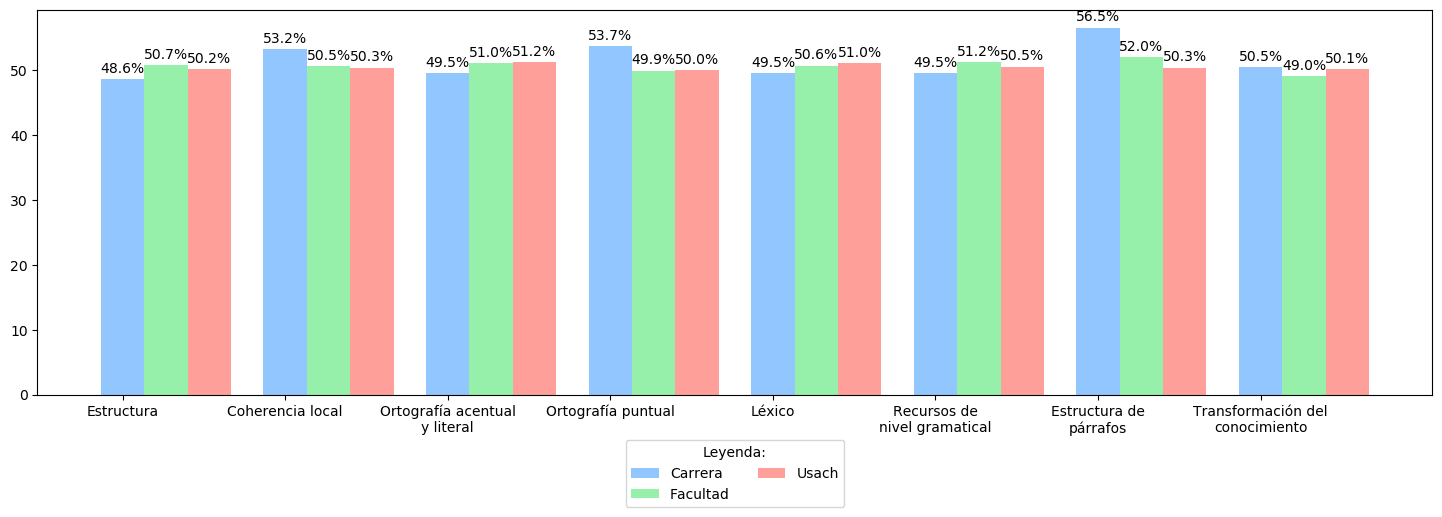 56.5%
53.2% 53.7%
48.6% 50.7% 50.2% 50.5% 50.3% 49.5% 51.0% 51.2% 49.9% 50.0% 49.5% 50.6% 51.0% 49.5% 51.2% 50.5% 52.0% 50.3% 50.5% 49.0% 50.1%
50
40
30
20
10
0
Estructura Coherencia local Ortografía acentual Ortografía puntual Léxico Recursos de Estructura de Transformación del
y literal nivel gramatical párrafos conocimiento
Leyenda:
Carrera Usach
Facultad